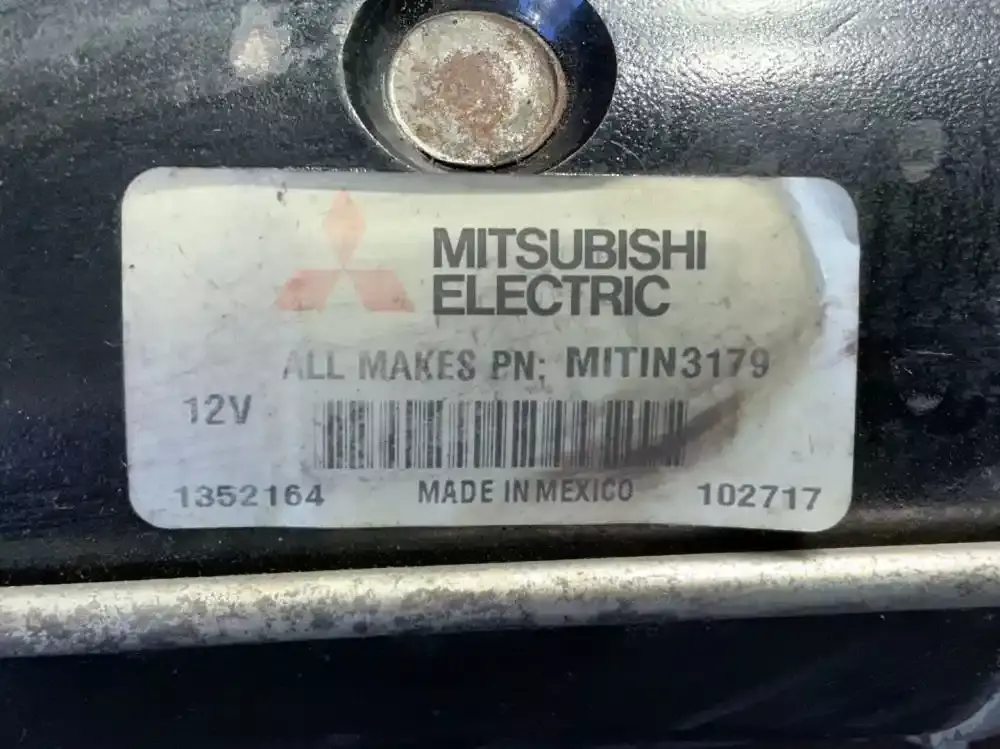 MITSUBISHI
ELECTRIC
ALL MAKES PN; MITIN3179
12V
1352164 MADE IN MEXICO 102717